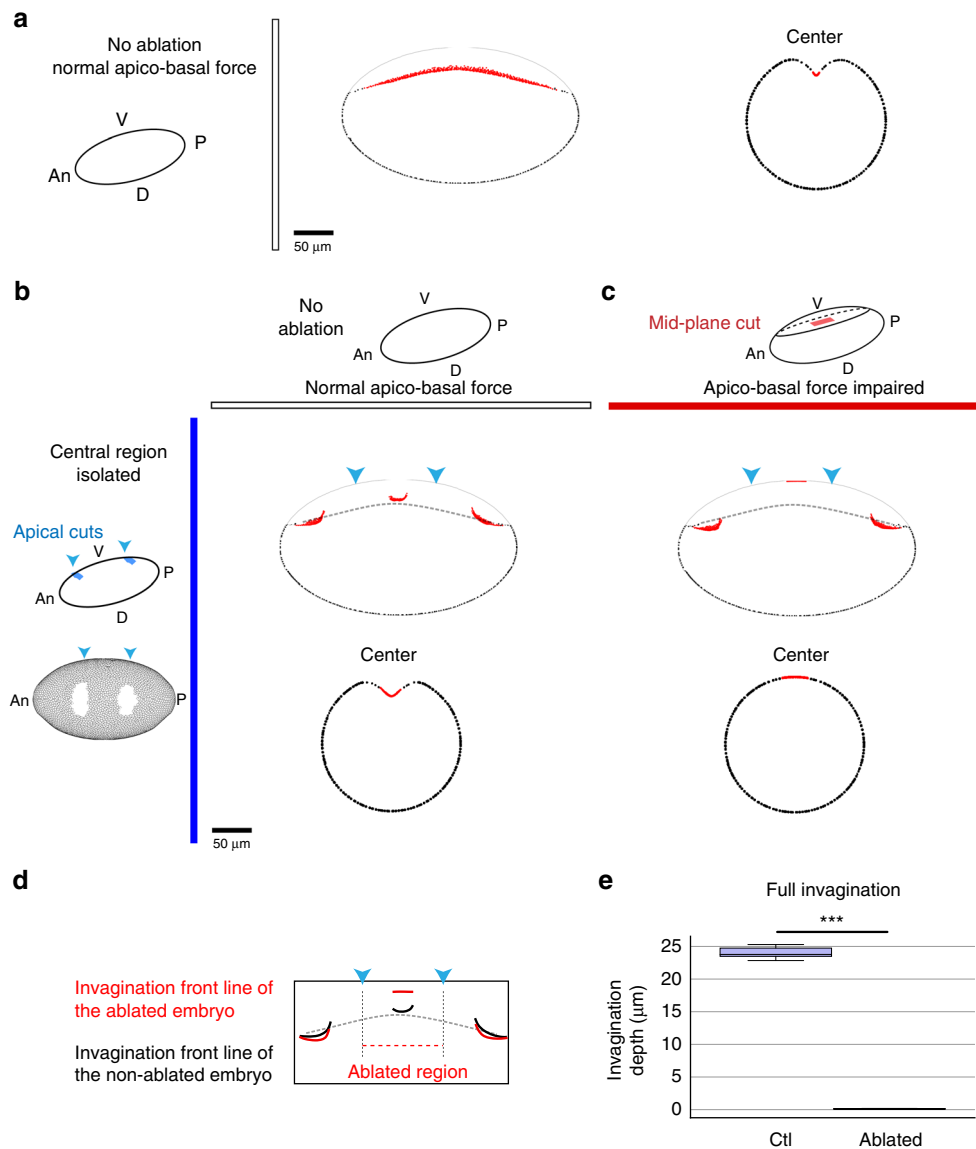 a
No ablation
normal apico-basal force
V
An
P
D
50 μm
Center
b
No
ablation
V
An
P
D
Normal apico-basal force
c
Mid-plane cut
V
An
P
D
Apico-basal force impaired
Central region
isolated
Apical cuts
V
An
P
D
An
P
Center
Center
50 μm
d
Invagination front line of
the ablated embryo
Invagination front line of
the non-ablated embryo
Ablated region
e
Full invagination
***
Invagination
depth (μm)
25
20
15
10
5
0
Ctl
Ablated